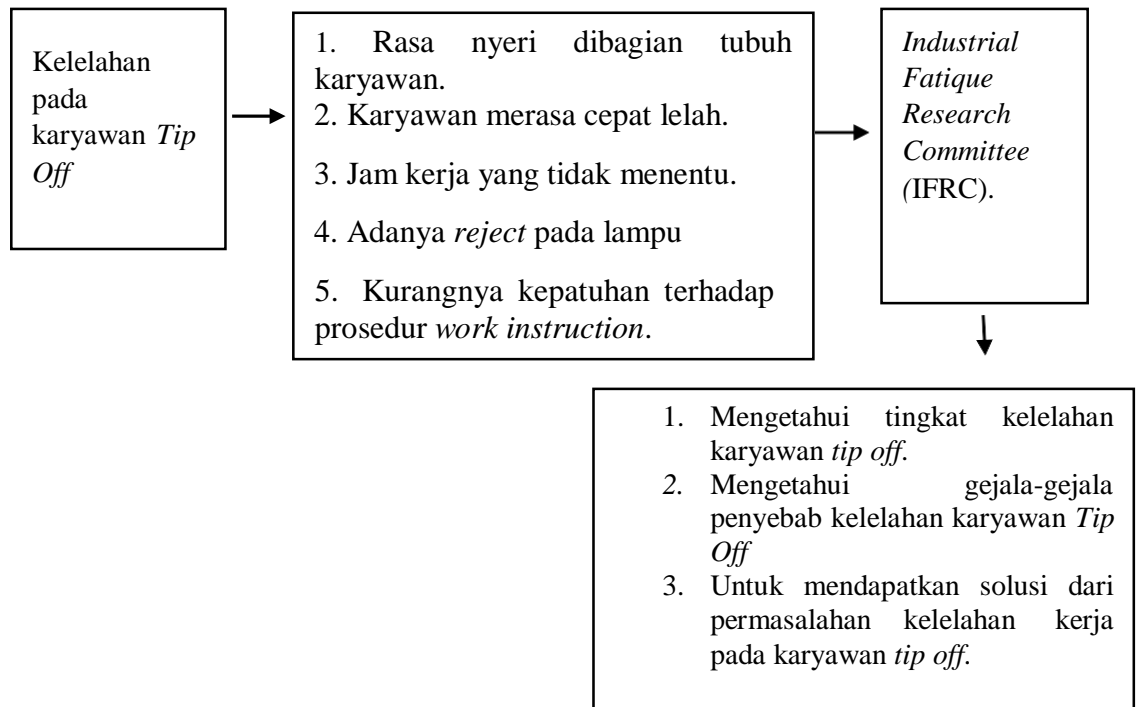 Kelelahan
pada
karyawan Tip
Off
1. Rasa nyeri dibagian tubuh
karyawan.
2. Karyawan merasa cepat lelah.
3. Jam kerja yang tidak menentu.
4. Adanya reject pada lampu
5. Kurangnya kepatuhan terhadap
prosedur work instruction.
Industrial
Fatique
Research
Committee
(IFRC).
1. Mengetahui tingkat kelelahan
karyawan tip off.
2. Mengetahui gejala-gejala
penyebab kelelahan karyawan Tip
Off
3. Untuk mendapatkan solusi dari
permasalahan kelelahan kerja
pada karyawan tip off.